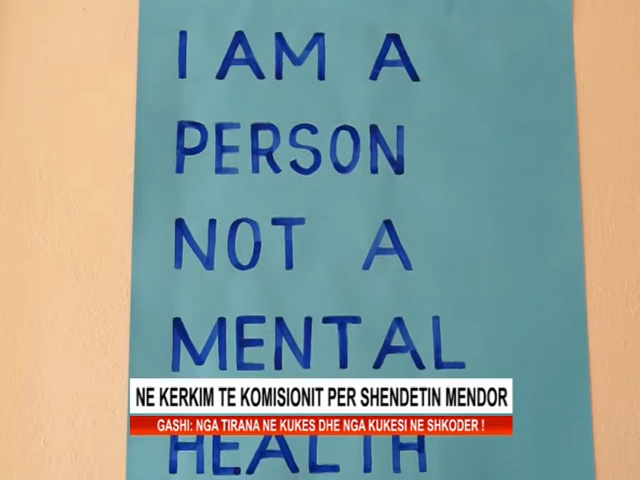 I AM A
PERSON
NOT A
MENTAL
NE KERKIM TE KOMISIONIT PER SHENDETIN MENDOR
GASHI: NGA TIRANA NE KUKES DHE NGA KUKESI NE SHKODER !
HEALTH